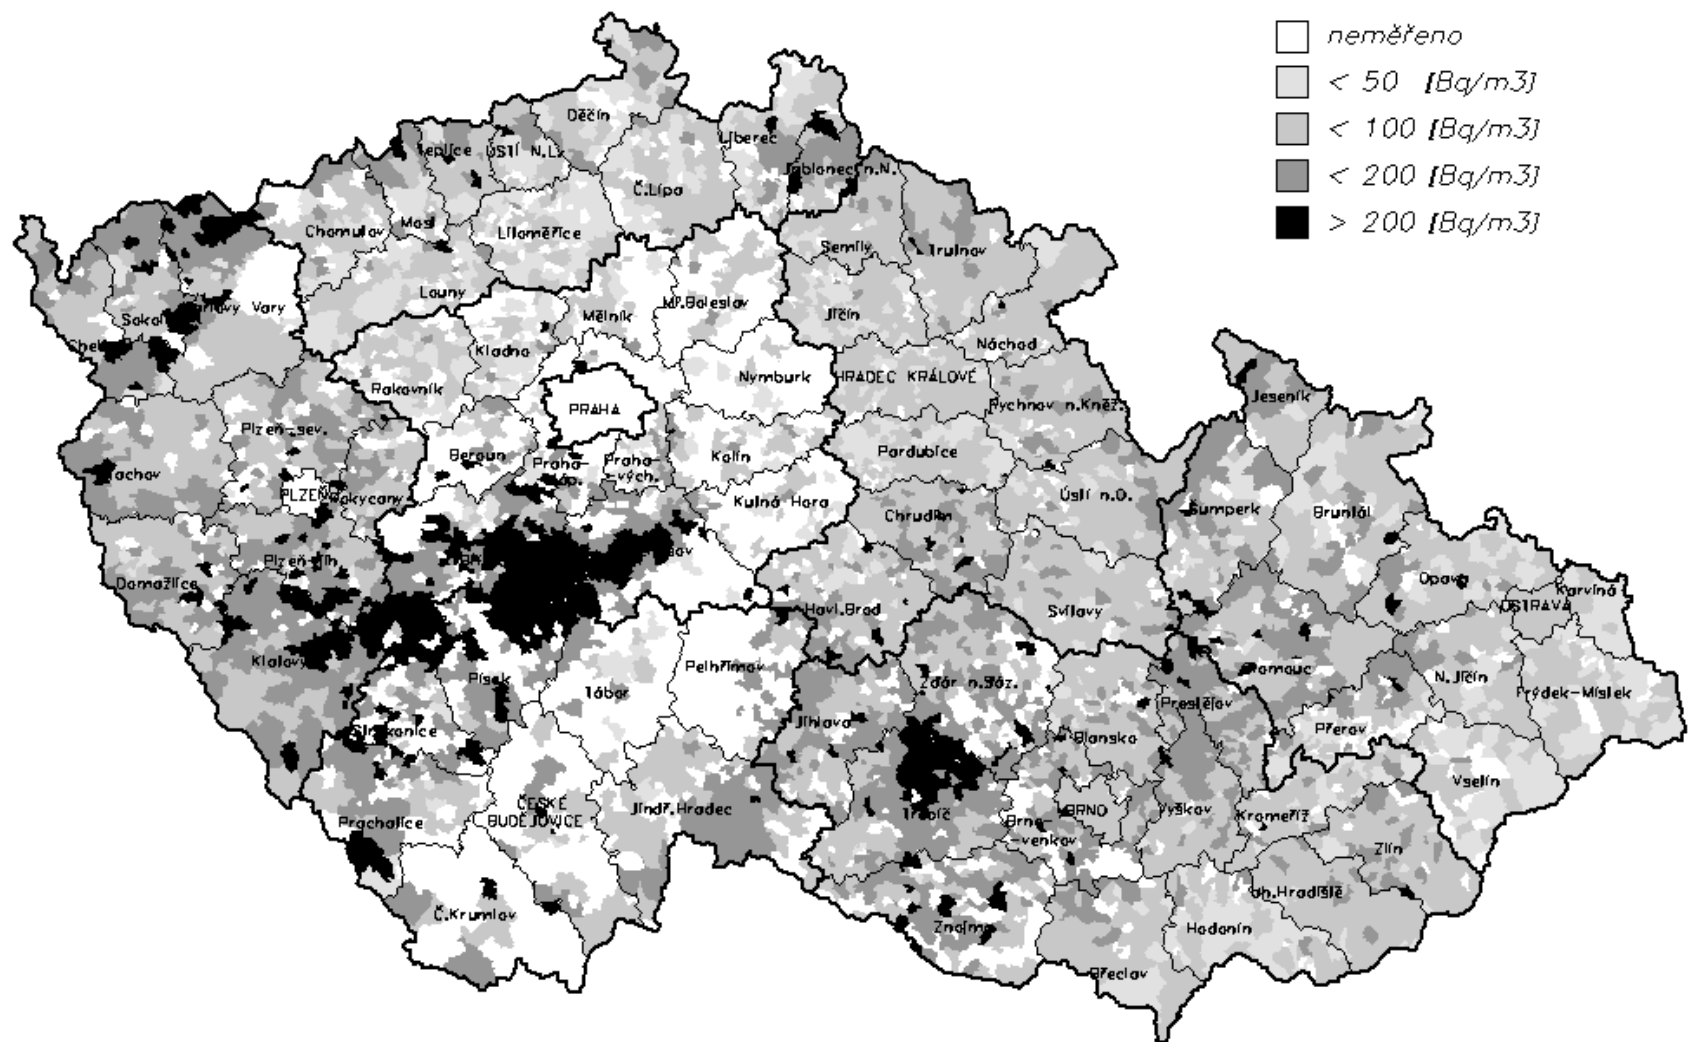 neměřeno
< 50 [Bq/m3]
< 100 [Bq/m3]
< 200 [Bq/m3]
> 200 [Bq/m3]
Děčín
Liberec
Teplice
ÚSTÍ N.L.
Jablonec n.N.
Č.Lípa
Most
Chomutov
Litoměřice
Semily
Trutnov
Louny
Vary
Ml.Boleslav
Mělník
Jičín
Náchod
Kladno
Rakovník
Nymburk
HRADEC KRÁLOVÉ
Rychnov n.Kněž.
Jeseník
PRAHA
Plzeň-sev.
Beroun
Praha-
Praha-
-vých.
Kolín
Pardubice
Tachov
PLZEŇ
Rokycany
Kutná Hora
Ústí n.O.
Šumperk
Bruntál
Chrudim
Plzeň-jih
Domažlice
Havl.Brod
Svitavy
Opava
Karviná
OSTRAVA
Klatovy
Písek
Tábor
Pelhřimov
Žďár n.Sáz.
Olomouc
N.Jičín
Frýdek-Místek
Prostějov
Jihlava
Blansko
Přerov
Strakonice
Vsetín
Prachatice
ČESKÉ
BUDĚJOVICE
Jindř.Hradec
Třebíč
BRNO
Brno-
-venkov
Vyškov
Kroměříž
Zlín
Uh.Hradiště
Č.Krumlov
Znojmo
Hodonín
Břeclav